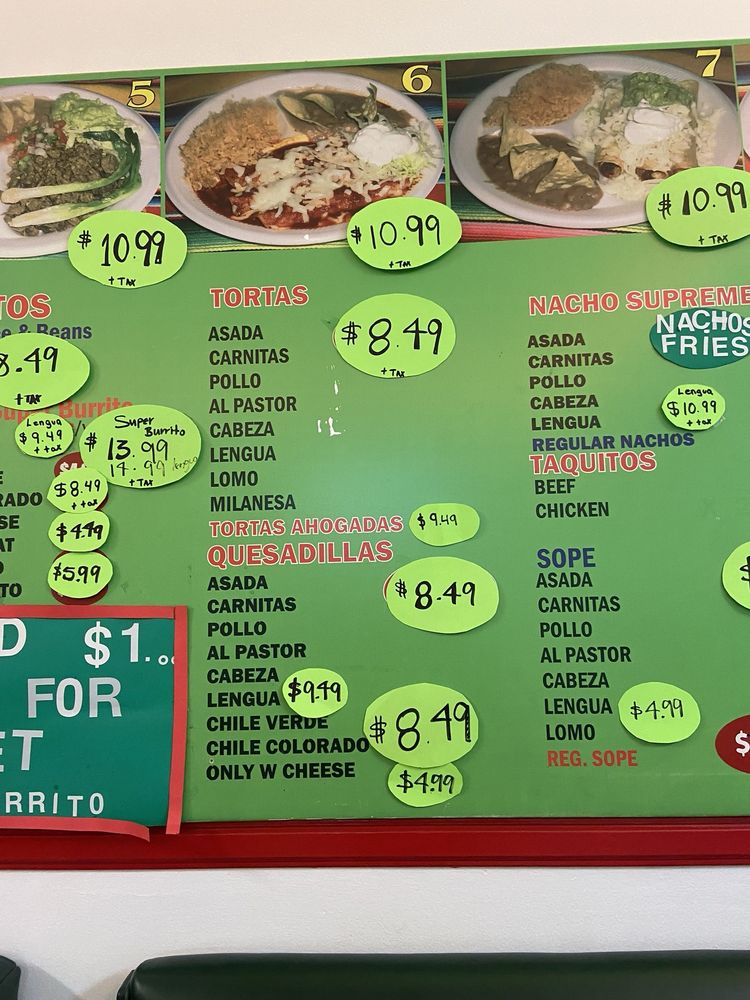 5
6
7
$10.99
+ TAX
$10.99
+ TAX
$10.99
+ TAX
TOS
& Beans
8.49
+ TAX
Super Burrito
Lengua
$9.49
+ tax
Super
Burrito
$13.99
14.99 lengua
+ TAX
$8.49
+ tax
$4.49
$5.99
D $1.
FOR
ET
RRITO
TORTAS
$8.49
+ TAX
ASADA
CARNITAS
POLLO
AL PASTOR
CABEZA
LENGUA
LOMO
MILANESA
TORTAS AHOGADAS $9.49
QUESADILLAS
ASADA
$8.49
CARNITAS
POLLO
AL PASTOR
CABEZA
LENGUA $9.49
CHILE VERDE
$8.49
CHILE COLORADO
ONLY W CHEESE $4.99
NACHO SUPREME
NACHOS
FRIES
ASADA
CARNITAS
POLLO
CABEZA
LENGUA
Lengua
$10.99
+ tax
REGULAR NACHOS
TAQUITOS
BEEF
CHICKEN
SOPE
ASADA
CARNITAS
POLLO
AL PASTOR
CABEZA
LENGUA $4.99
LOMO
REG. SOPE
$
$